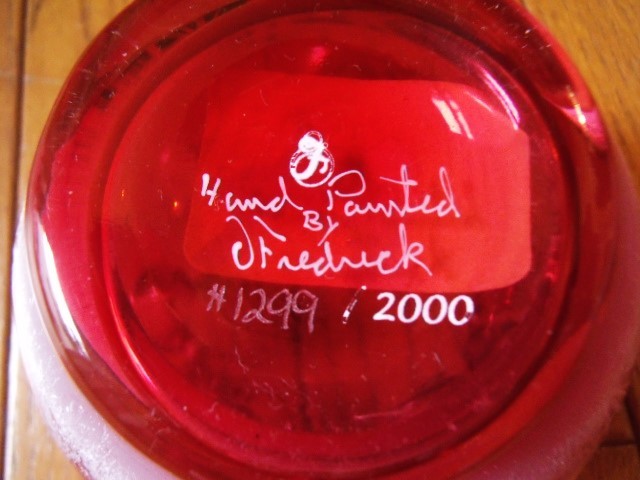 Hand Painted
By
J Fredrick
#1299 / 2000